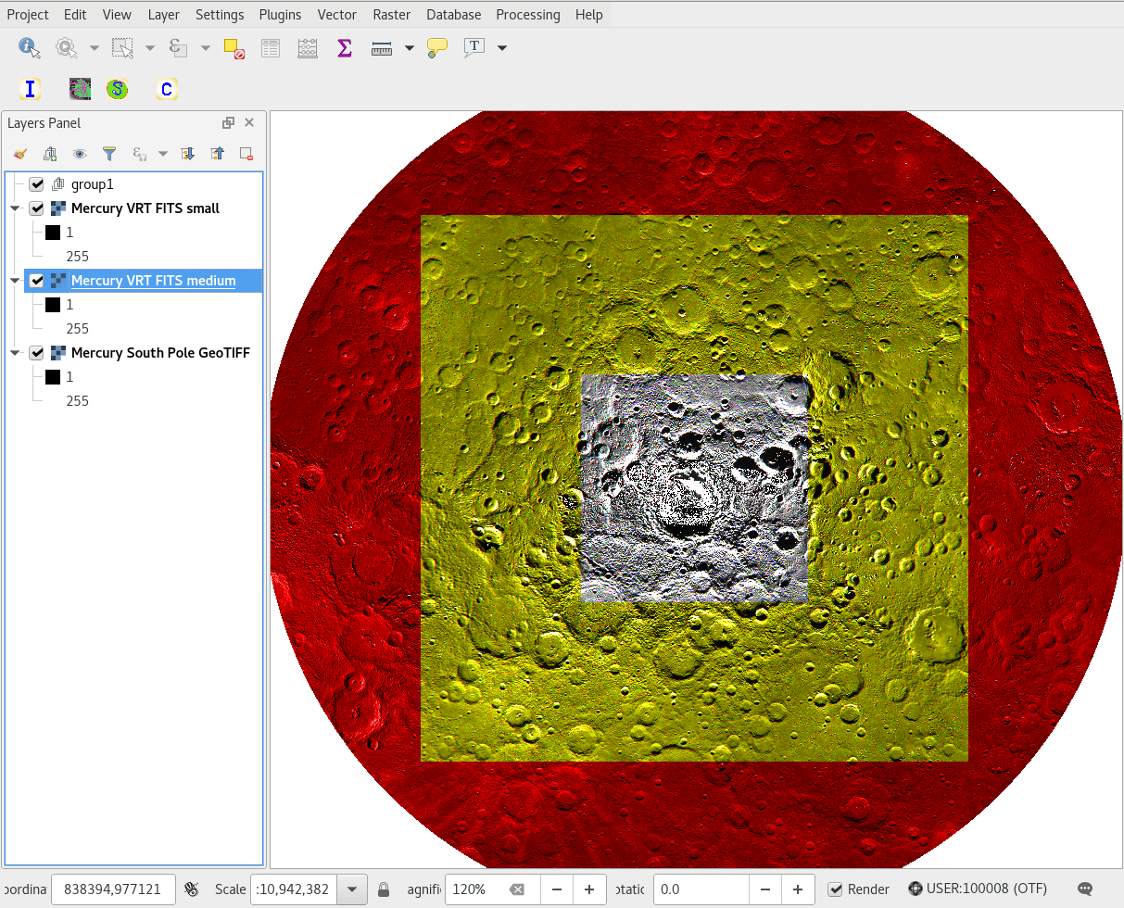 Project Edit View Layer Settings Plugins Vector Raster Database Processing Help
i ε Σ T
I S C
Layers Panel
group1
Mercury VRT FITS small
1
255
Mercury VRT FITS medium
1
255
Mercury South Pole GeoTIFF
1
255
oordina 838394,977121 Scale :10,942,382 agnifi 120% otatic 0.0 Render USER:100008 (OTF)